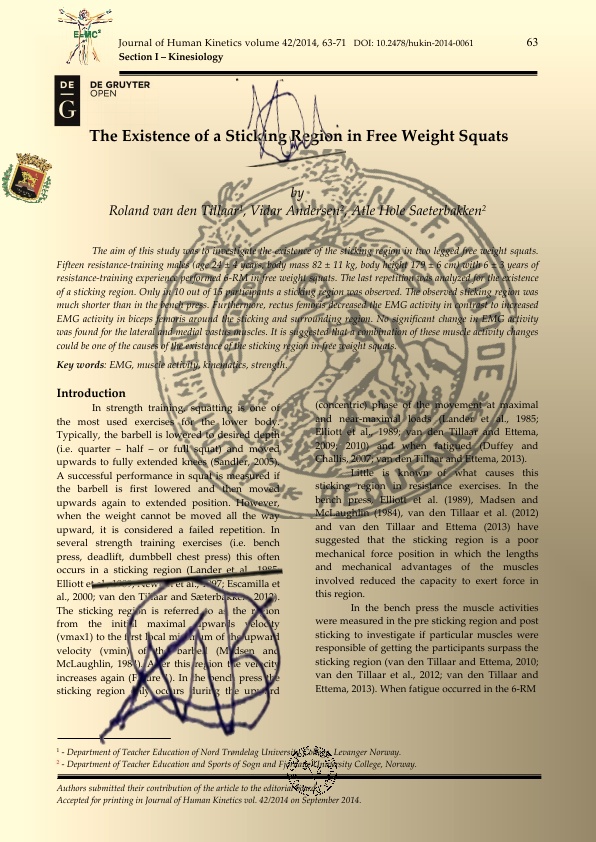 E=MC²
Journal of Human Kinetics volume 42/2014, 63-71 DOI: 10.2478/hukin-2014-0061 63
Section I – Kinesiology
DE
G
DE GRUYTER
OPEN
The Existence of a Sticking Region in Free Weight Squats
by
Roland van den Tillaar¹, Vidar Andersen², Atle Hole Saeterbakken²
The aim of this study was to investigate the existence of the sticking region in two legged free weight squats.
Fifteen resistance-training males (age 24 ± 4 years, body mass 82 ± 11 kg, body height 179 ± 6 cm) with 6 ± 3 years of
resistance-training experience performed 6-RM in free weight squats. The last repetition was analyzed for the existence
of a sticking region. Only in 10 out of 15 participants a sticking region was observed. The observed sticking region was
much shorter than in the bench press. Furthermore, rectus femoris decreased the EMG activity in contrast to increased
EMG activity in biceps femoris around the sticking and surrounding region. No significant change in EMG activity
was found for the lateral and medial vastus muscles. It is suggested that a combination of these muscle activity changes
could be one of the causes of the existence of the sticking region in free weight squats.
Key words: EMG, muscle activity, kinematics, strength.
Introduction
In strength training, squatting is one of
the most used exercises for the lower body.
Typically, the barbell is lowered to desired depth
(i.e. quarter – half – or full squat) and moved
upwards to fully extended knees (Sandler, 2005).
A successful performance in squat is measured if
the barbell is first lowered and then moved
upwards again to extended position. However,
when the weight cannot be moved all the way
upward, it is considered a failed repetition. In
several strength training exercises (i.e. bench
press, deadlift, dumbbell chest press) this often
occurs in a sticking region (Lander et al., 1985;
Elliott et al., et al., 1997; Escamilla et
al., 2000; van den Tillaar and Sæterbakken, 2012).
The sticking region is referred to as the region
from the initial maximal upwards velocity
(vmax1) to the first local minimum of the upward
velocity (vmin) of the barbell (Madsen and
McLaughlin, 1984). After this region the velocity
increases again (Figure 1). In the bench press the
sticking region only occurs during the upward
(concentric) phase of the movement at maximal
and near-maximal loads (Lander et al., 1985;
Elliott et al., 1989; van den Tillaar and Ettema,
2009; 2010) and when fatigued (Duffey and
Challis, 2007; van den Tillaar and Ettema, 2013).
Little is known of what causes this
sticking region in resistance exercises. In the
bench press, Elliott et al. (1989), Madsen and
McLaughlin (1984), van den Tillaar et al. (2012)
and van den Tillaar and Ettema (2013) have
suggested that the sticking region is a poor
mechanical force position in which the lengths
and mechanical advantages of the muscles
involved reduced the capacity to exert force in
this region.
In the bench press the muscle activities
were measured in the pre sticking region and post
sticking to investigate if particular muscles were
responsible of getting the participants surpass the
sticking region (van den Tillaar and Ettema, 2010;
van den Tillaar et al., 2012; van den Tillaar and
Ettema, 2013). When fatigue occurred in the 6-RM
¹ - Department of Teacher Education of Nord Trøndelag University College, Levanger Norway.
² - Department of Teacher Education and Sports of Sogn and Fjordane University College, Norway.
Authors submitted their contribution of the article to the editorial board.
Accepted for printing in Journal of Human Kinetics vol. 42/2014 on September 2014.